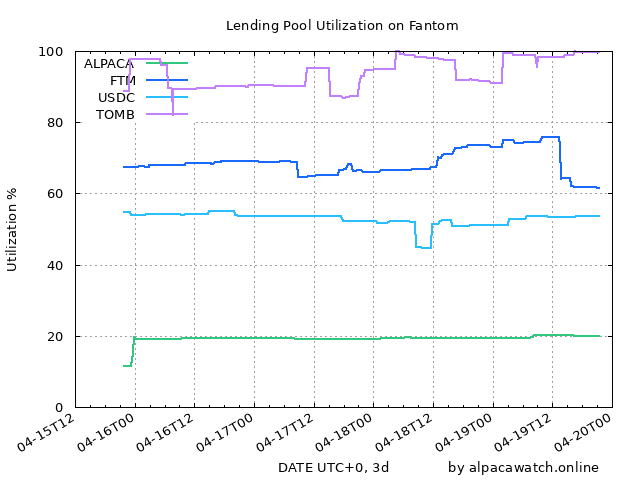 Lending Pool Utilization on Fantom
100
80
60
40
20
0
Utilization %
ALPACA
FTM
USDC
TOMB
04-15T12
04-16T00
04-16T12
04-17T00
04-17T12
04-18T00
04-18T12
04-19T00
04-19T12
04-20T00
DATE UTC+0, 3d
by alpacawatch.online